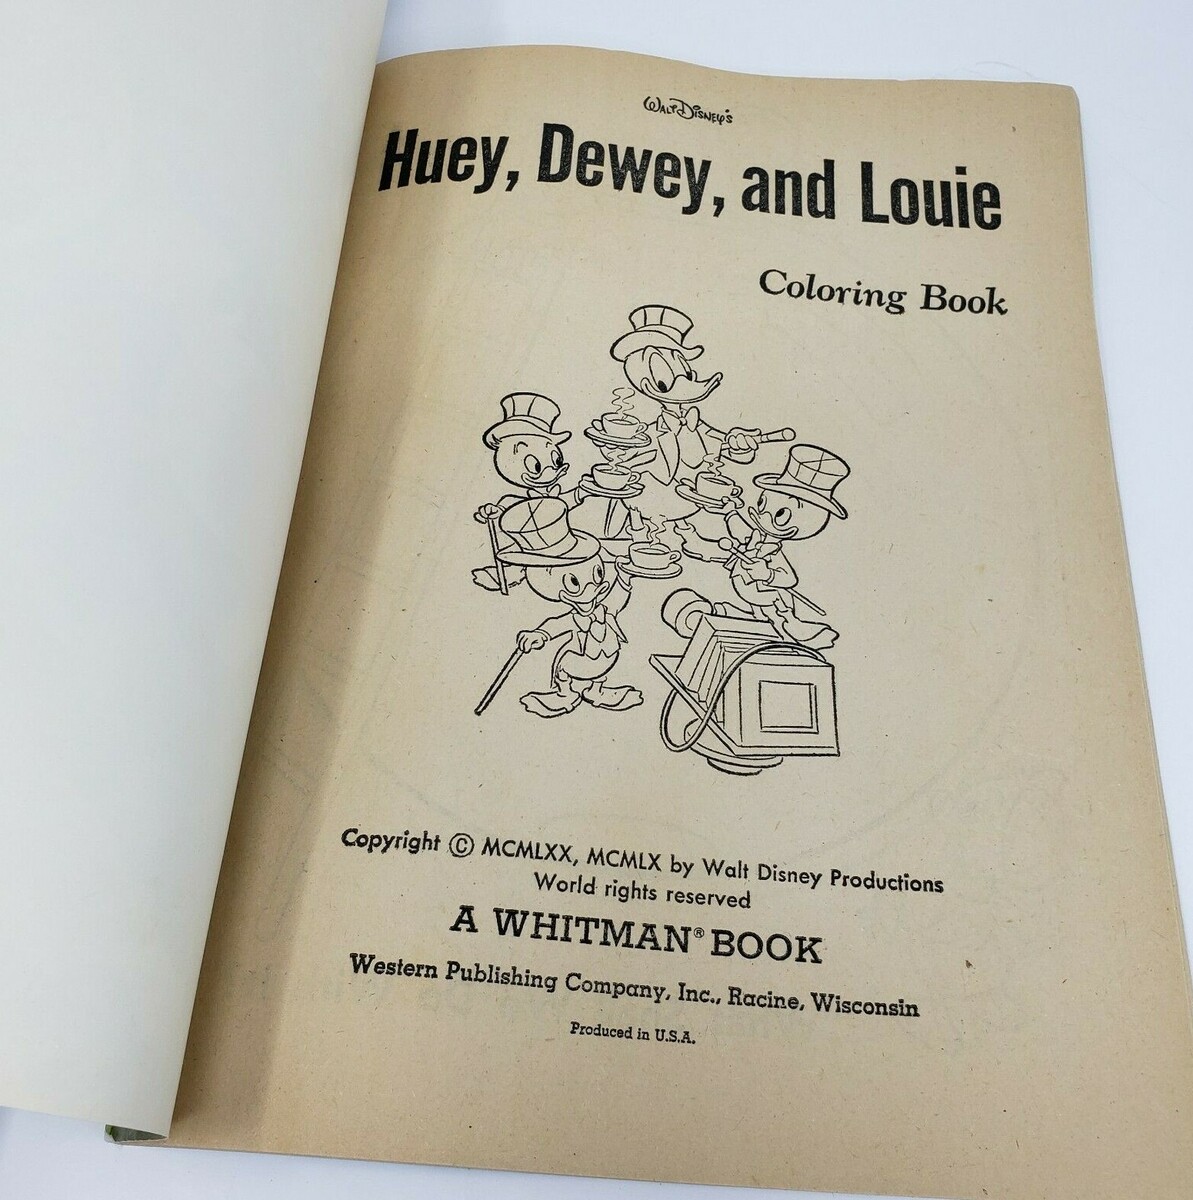 Walt Disney's
Huey, Dewey, and Louie
Coloring Book
Copyright © MCMLXX, MCMLX by Walt Disney Productions
World rights reserved
A WHITMAN® BOOK
Western Publishing Company, Inc., Racine, Wisconsin
Produced in U.S.A.